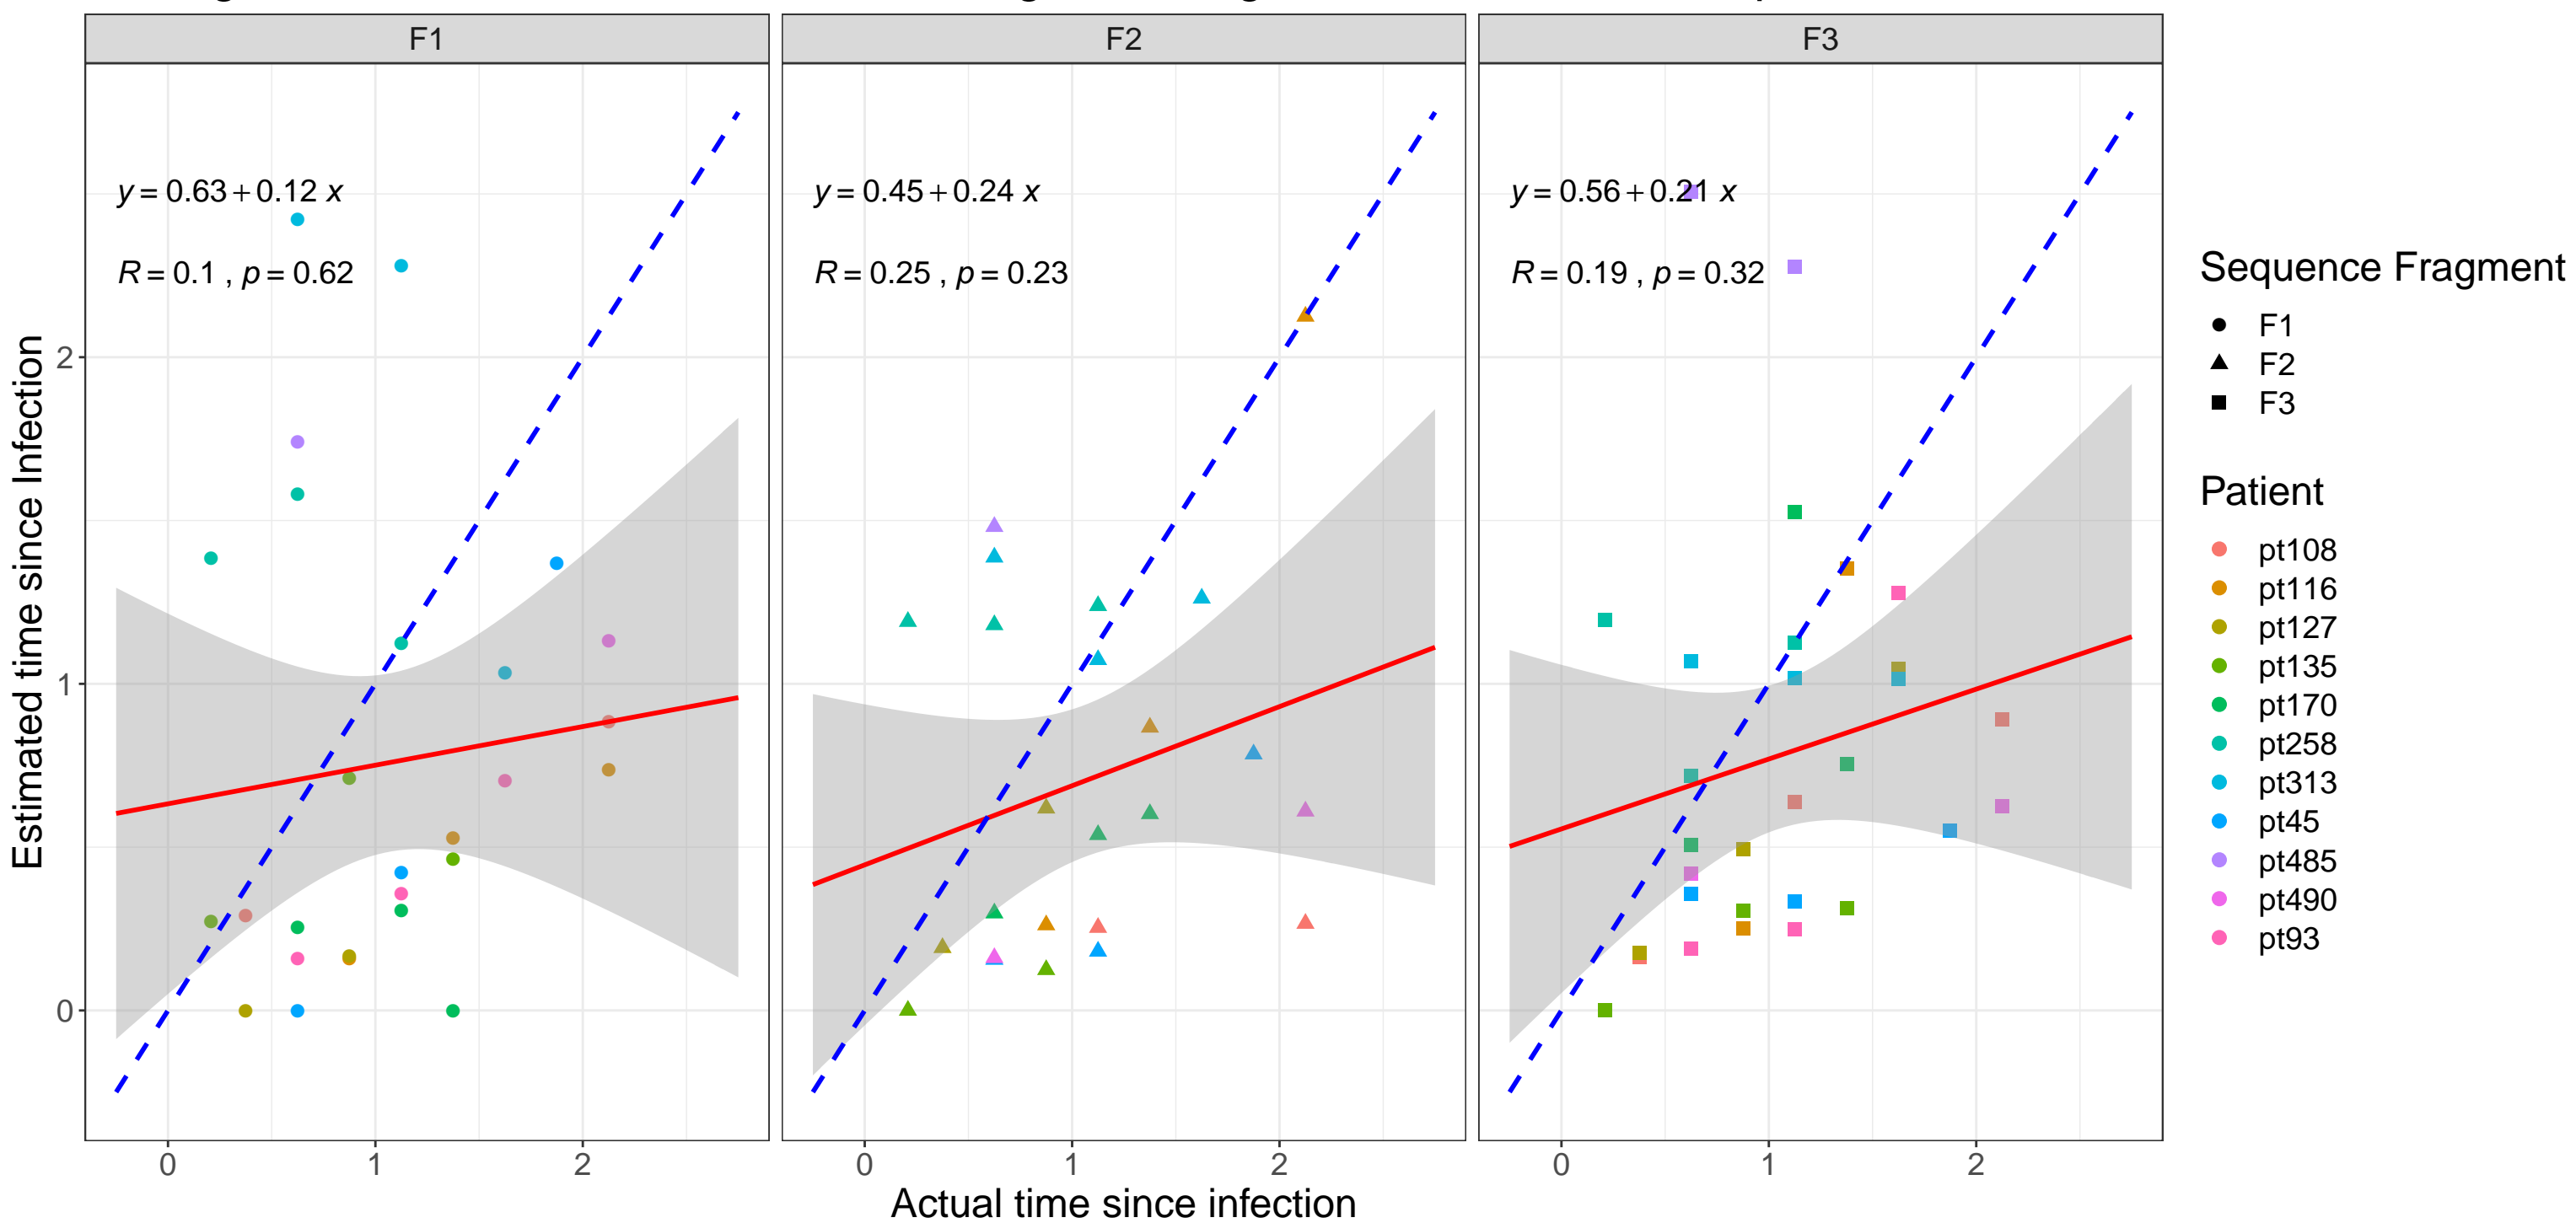 F1
F2
F3
y = 0.63 + 0.12 x
R = 0.1 , p = 0.62
y = 0.45 + 0.24 x
R = 0.25 , p = 0.23
y = 0.56 + 0.21 x
R = 0.19 , p = 0.32
Estimated time since Infection
2
1
0
0 1 2
0 1 2
0 1 2
Actual time since infection
Sequence Fragment
F1
F2
F3
Patient
pt108
pt116
pt127
pt135
pt170
pt258
pt313
pt45
pt485
pt490
pt93